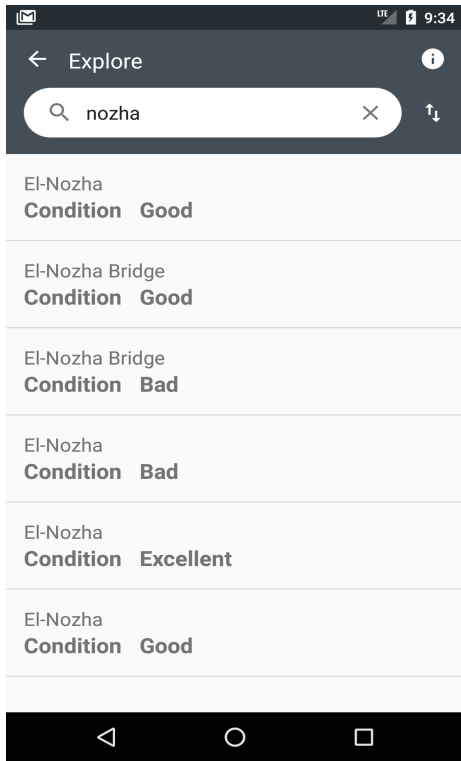 LTE 9:34
Explore
nozha
El-Nozha
Condition Good
El-Nozha Bridge
Condition Good
El-Nozha Bridge
Condition Bad
El-Nozha
Condition Bad
El-Nozha
Condition Excellent
El-Nozha
Condition Good